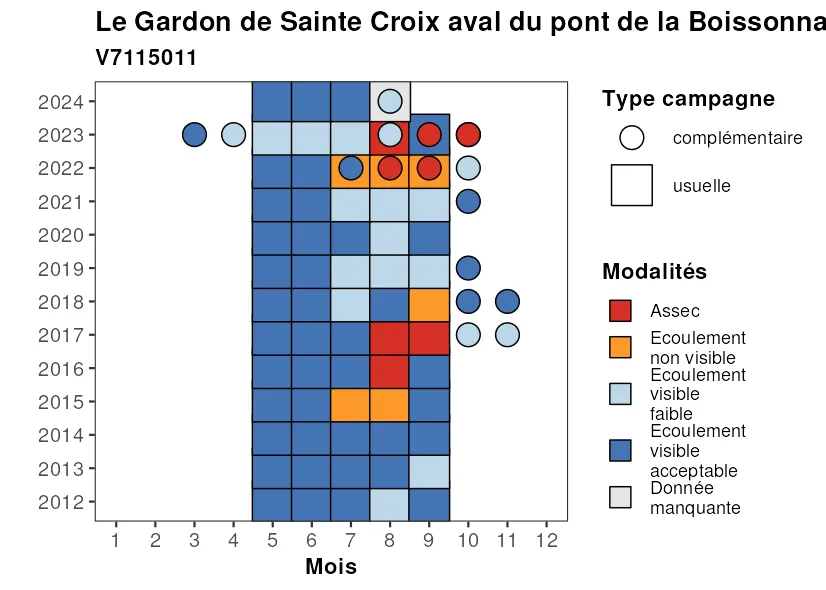 Le Gardon de Sainte Croix aval du pont de la Boissonna
V7115011
2024
2023
2022
2021
2020
2019
2018
2017
2016
2015
2014
2013
2012
1 2 3 4 5 6 7 8 9 10 11 12
Mois
Type campagne
complémentaire
usuelle
Modalités
Assec
Ecoulement
non visible
Ecoulement
visible
faible
Ecoulement
visible
acceptable
Donnée
manquante